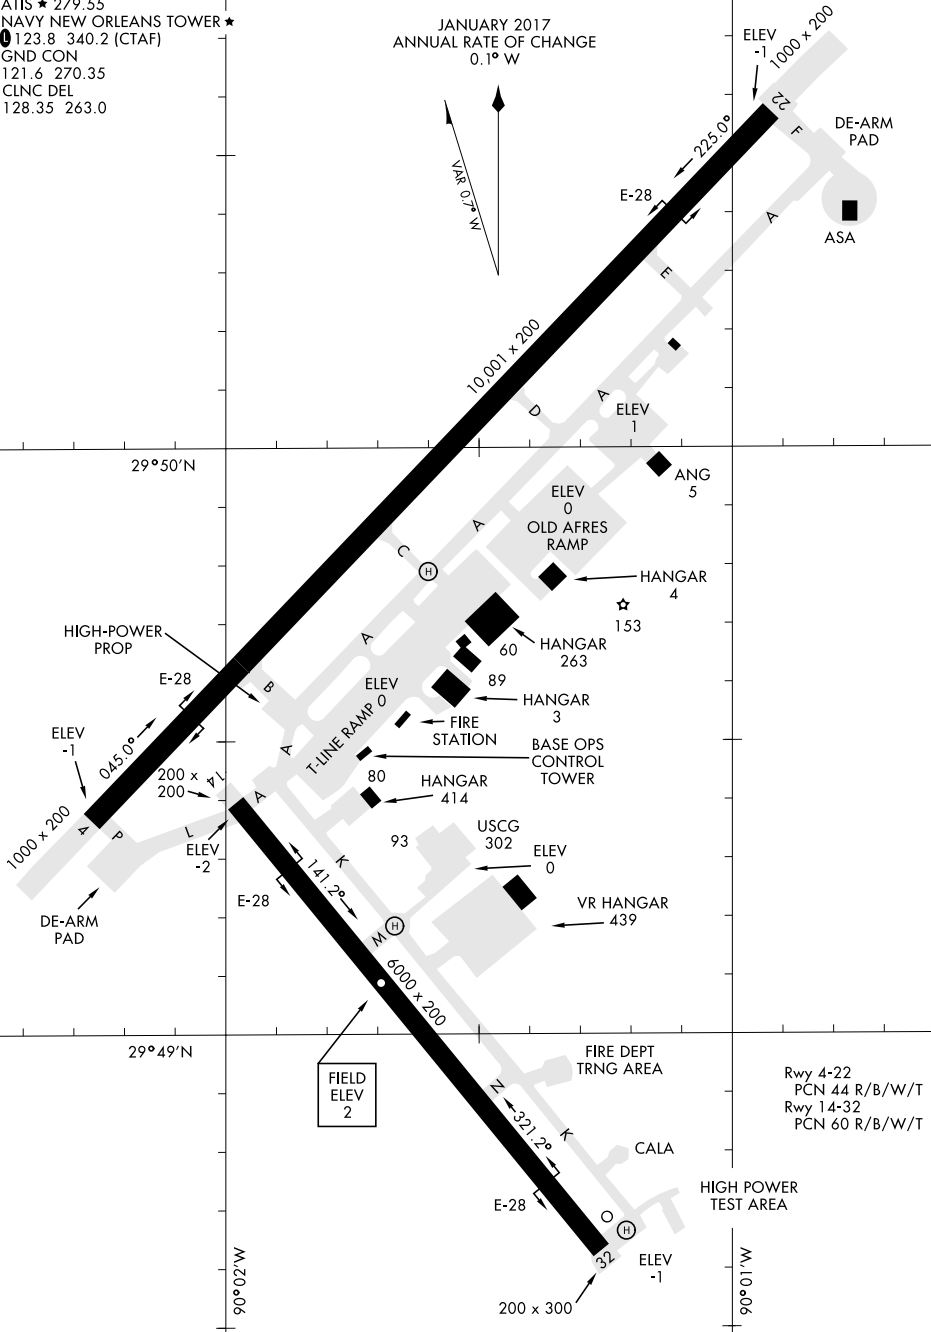 ATIS ★ 279.55
NAVY NEW ORLEANS TOWER ★
L 123.8 340.2 (CTAF)
GND CON
121.6 270.35
CLNC DEL
128.35 263.0
JANUARY 2017
ANNUAL RATE OF CHANGE
0.1° W
VAR 0.7° W
ELEV
-1
1000 x 200
22
F
DE-ARM
PAD
225.0°
E-28
A
ASA
E
10,001 x 200
D
A
ELEV
1
29°50'N
ANG
5
ELEV
0
OLD AFRES
RAMP
A
C
H
HANGAR
4
153
HIGH-POWER
PROP
A
60
HANGAR
263
E-28
B
ELEV
0
89
HANGAR
3
ELEV
-1
045.0°
A
T-LINE RAMP
FIRE
STATION
BASE OPS
CONTROL
TOWER
200 x
200
14
80
HANGAR
414
A
4
P
L
1000 x 200
ELEV
-2
93
USCG
302
K
ELEV
0
141.2°
E-28
VR HANGAR
439
DE-ARM
PAD
M
H
6000 x 200
29°49'N
FIELD
ELEV
2
FIRE DEPT
TRNG AREA
Rwy 4-22
PCN 44 R/B/W/T
Rwy 14-32
PCN 60 R/B/W/T
N
321.2°
K
CALA
E-28
HIGH POWER
TEST AREA
O
H
32
ELEV
-1
90°02'W
90°01'W
200 x 300